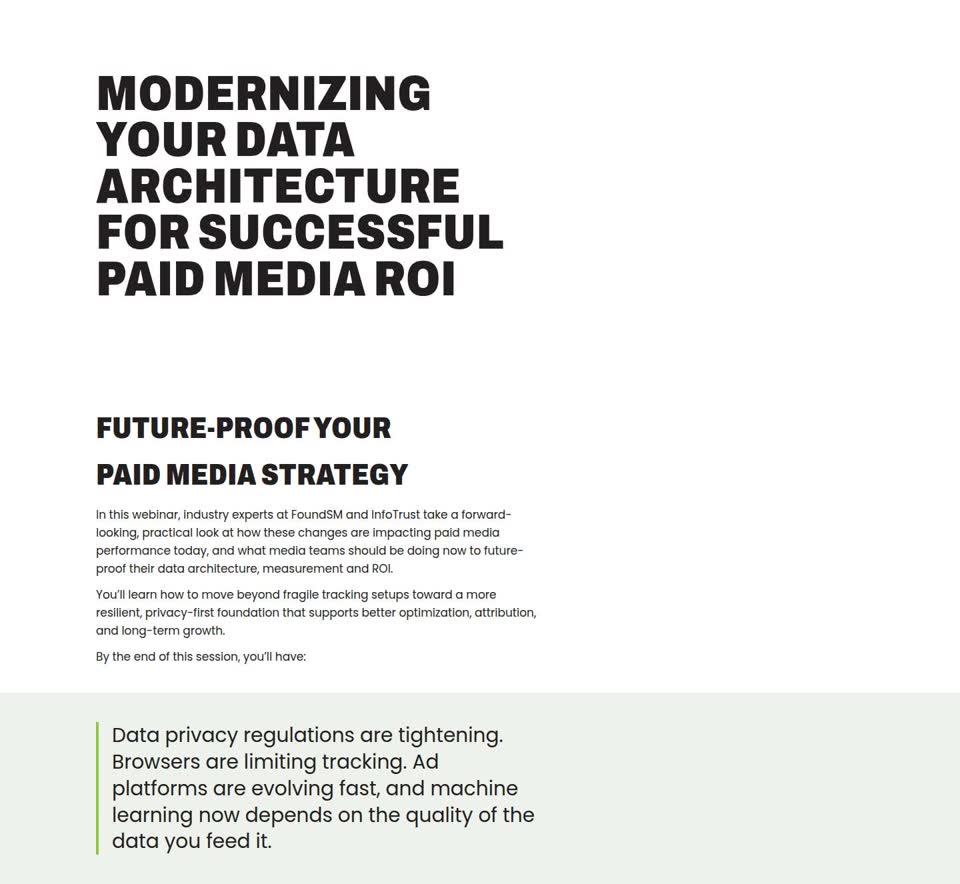 MODERNIZING
YOUR DATA
ARCHITECTURE
FOR SUCCESSFUL
PAID MEDIA ROI
FUTURE-PROOF YOUR
PAID MEDIA STRATEGY
In this webinar, industry experts at FoundSM and InfoTrust take a forward-
looking, practical look at how these changes are impacting paid media
performance today, and what media teams should be doing now to future-
proof their data architecture, measurement and ROI.
You’ll learn how to move beyond fragile tracking setups toward a more
resilient, privacy-first foundation that supports better optimization, attribution,
and long-term growth.
By the end of this session, you’ll have:
Data privacy regulations are tightening.
Browsers are limiting tracking. Ad
platforms are evolving fast, and machine
learning now depends on the quality of the
data you feed it.